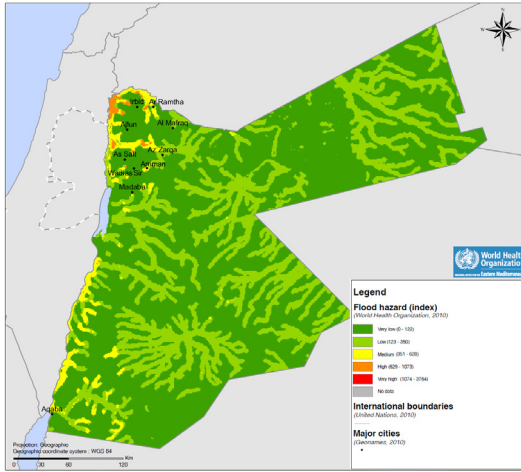 N
W
E
S
Irbid
Ar Ramtha
Ajlun
Al Mafraq
As Salt
Az Zarqa
Amman
Wadi as Sir
Madaba
Aqaba
World Health
Organization
Legend
Flood hazard (index)
(World Health Organization, 2010)
Very low (0 - 122)
Low (123 - 350)
Medium (351 - 628)
High (629 - 1073)
Very high (1074 - 3764)
No data
International boundaries
(United Nations, 2010)
Major cities
(Geonames, 2010)
Projection: Geographic
Geographic coordinate system : WGS 84
Km
0 30 60 120